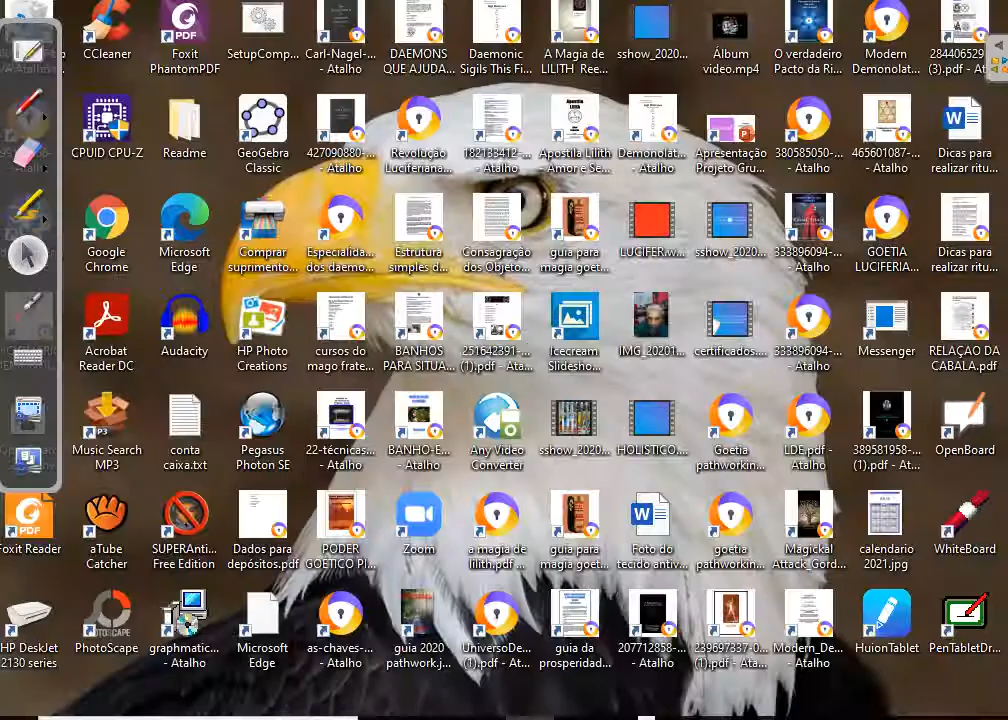 CCleaner
Foxit
PhantomPDF
SetupComp...
Carl-Nagel-...
- Atalho
DAEMONS
QUE AJUDA...
Daemonic
Sigils This Fi...
A Magia de
LILITH_Ree...
sshow_2020...
Álbum
video.mp4
O verdadeiro
Pacto da Ri...
Modern
Demonolat...
284406529
(3).pdf - At...
CPUID CPU-Z
Readme
GeoGebra
Classic
427090880-...
- Atalho
Revolução
Luciferiana...
182133412-...
- Atalho
Apostila Lilith
- Amor e Se...
Demonolat...
- Atalho
Apresentação
Projeto Gru...
380585050-...
- Atalho
465601087-...
- Atalho
Dicas para
realizar ritu...
Google
Chrome
Microsoft
Edge
Comprar
suprimento...
Especialida...
dos daemo...
Estrutura
simples d...
Consagração
dos Objeto...
guia para
magia goet...
LUCIFER.w...
sshow_2020...
333896094-...
- Atalho
GOETIA
LUCIFERIA...
Dicas para
realizar ritu...
Acrobat
Reader DC
Audacity
HP Photo
Creations
cursos do
mago frate...
BANHOS
PARA SITUA...
251642391-...
(1).pdf - Ata...
Icecream
Slidesho...
IMG_20201...
certificados....
333896094-...
- Atalho
Messenger
RELAÇAO DA
CABALA.pdf
Music Search
MP3
conta
caixa.txt
Pegasus
Photon SE
22-técnicas...
- Atalho
BANHO-E...
- Atalho
Any Video
Converter
sshow_2020...
HOLISTICO...
Goetia
pathworkin...
LDE.pdf -
Atalho
389581958-...
(1).pdf - At...
OpenBoard
Foxit Reader
aTube
Catcher
SUPERAnti...
Free Edition
Dados para
depósitos.pdf
PODER
GOETICO Pl...
Zoom
a magia de
lilith.pdf ...
guia para
magia goet...
Foto do
tecido antiv...
goetia
pathworkin...
Magickal
Attack_Gord...
calendario
2021.jpg
WhiteBoard
HP DeskJet
2130 series
PhotoScape
graphmatic...
- Atalho
Microsoft
Edge
as-chaves-...
- Atalho
guia 2020
pathwork.j...
UniversoDe...
(1).pdf - At...
guia da
prosperidad...
207712858-...
- Atalho
239697337-0...
(1).pdf - Ata...
Modern_De...
- Atalho
HuionTablet
PenTabletDr...